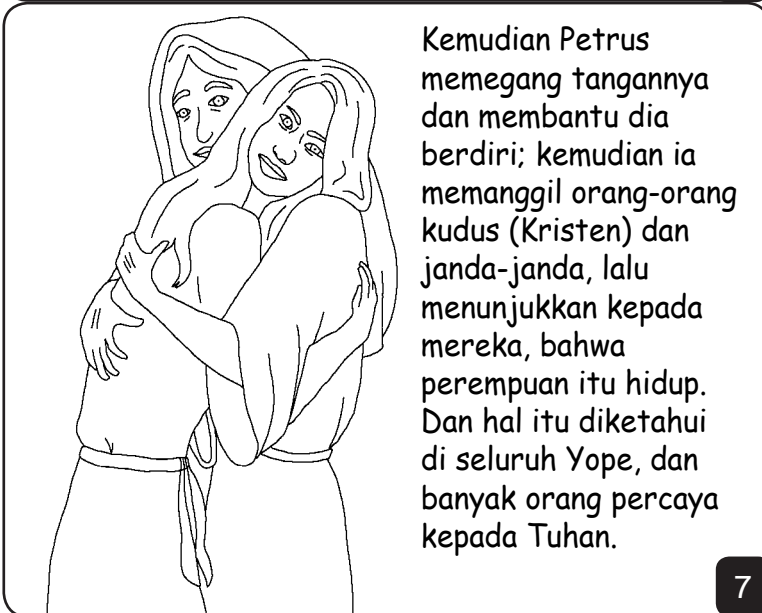 Kemudian Petrus
memegang tangannya
dan membantu dia
berdiri; kemudian ia
memanggil orang-orang
kudus (Kristen) dan
janda-janda, lalu
menunjukkan kepada
mereka, bahwa
perempuan itu hidup.
Dan hal itu diketahui
di seluruh Yope, dan
banyak orang percaya
kepada Tuhan.
7